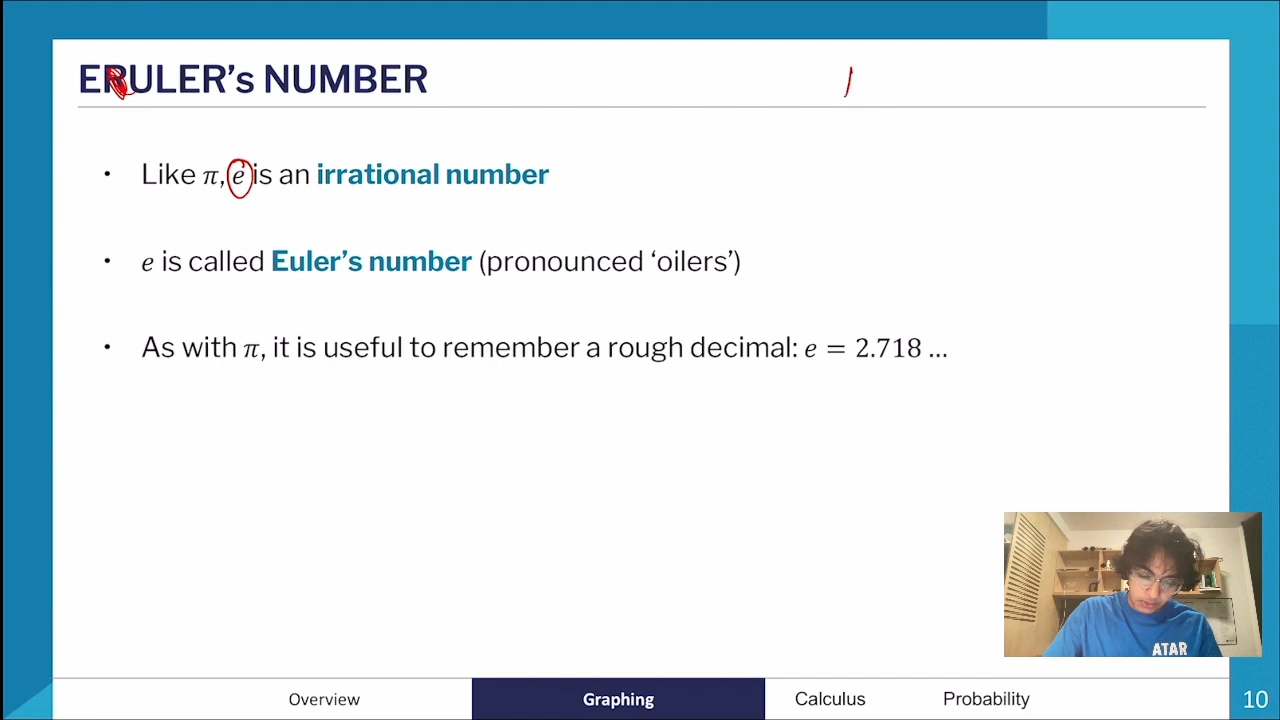 ERULER's NUMBER
• Like π, e is an irrational number
• e is called Euler's number (pronounced 'oilers')
• As with π, it is useful to remember a rough decimal: e = 2.718 ...
ATAR
Overview Graphing Calculus Probability 10